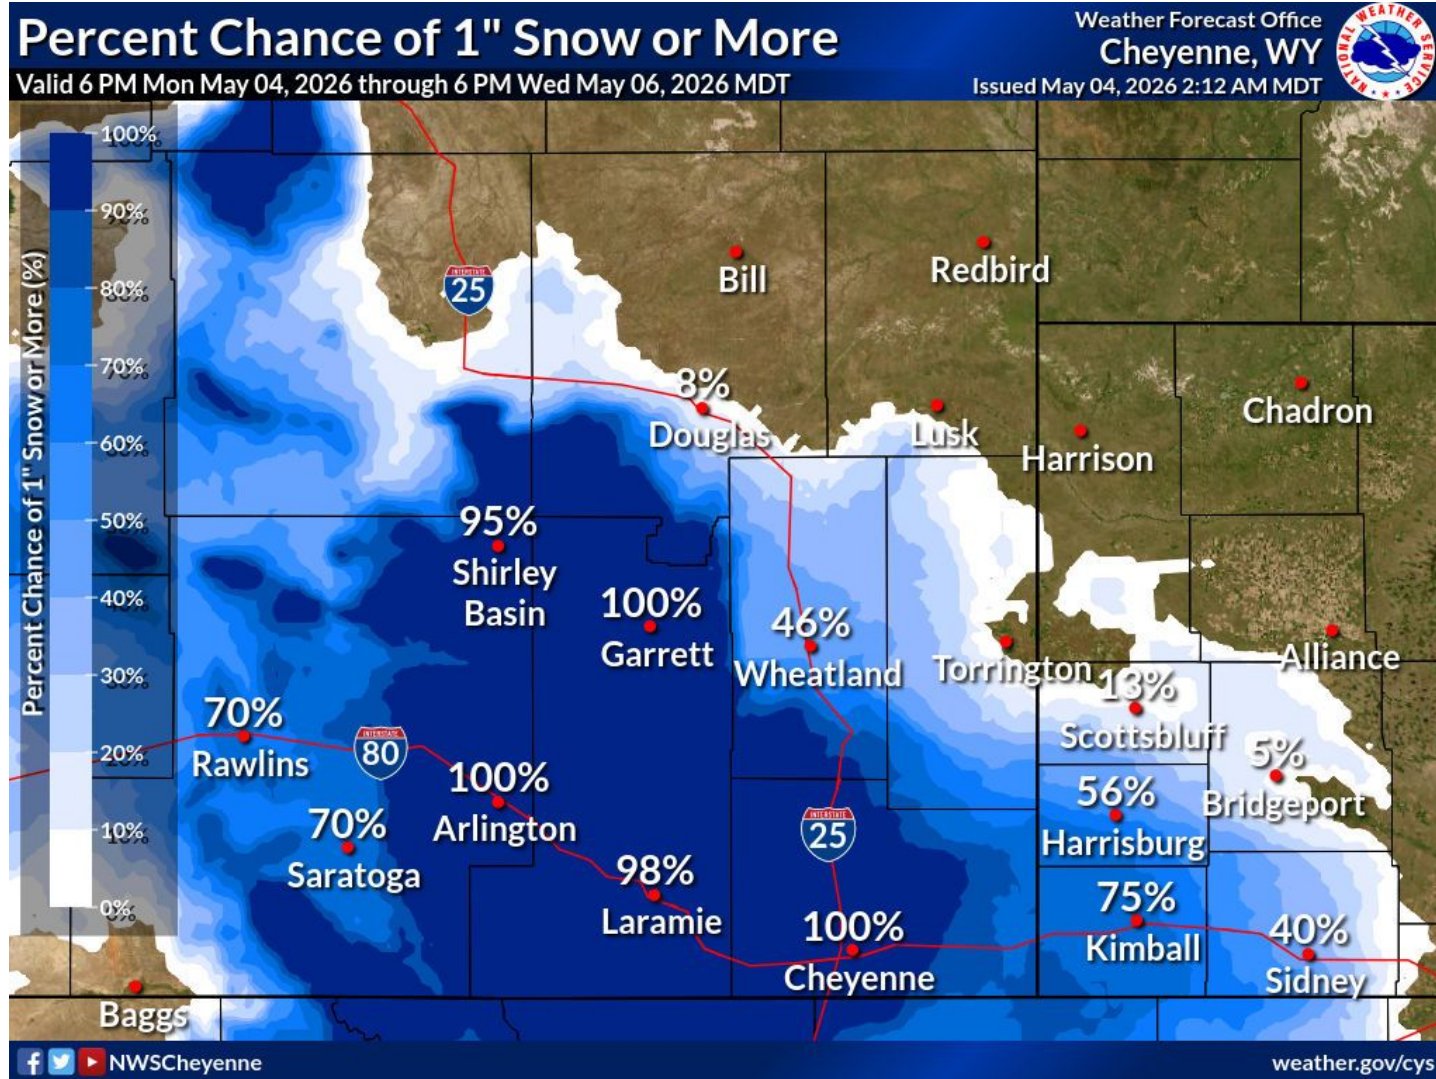 Percent Chance of 1" Snow or More
Valid 6 PM Mon May 04, 2026 through 6 PM Wed May 06, 2026 MDT
Weather Forecast Office
Cheyenne, WY
Issued May 04, 2026 2:12 AM MDT
NATIONAL WEATHER SERVICE
Percent Chance of 1" Snow or More (%)
100%
90%
80%
70%
60%
50%
40%
30%
20%
10%
0%
INTERSTATE
25
Bill
Redbird
8%
Douglas
Lusk
Harrison
Chadron
95%
Shirley
Basin
100%
Garrett
46%
Wheatland
Torrington
Alliance
13%
Scottsbluff
70%
Rawlins
INTERSTATE
80
100%
Arlington
5%
Bridgeport
56%
Harrisburg
INTERSTATE
25
70%
Saratoga
98%
Laramie
100%
Cheyenne
75%
Kimball
40%
Sidney
Baggs
NWSCheyenne
weather.gov/cys